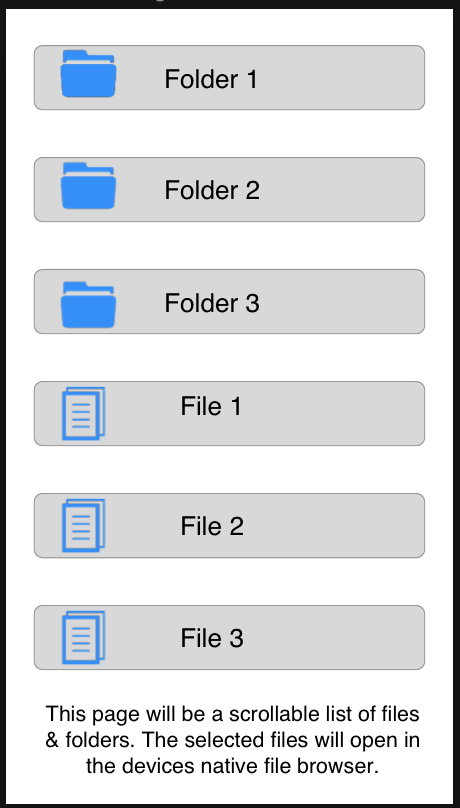 Folder 1
Folder 2
Folder 3
File 1
File 2
File 3
This page will be a scrollable list of files
& folders. The selected files will open in
the devices native file browser.